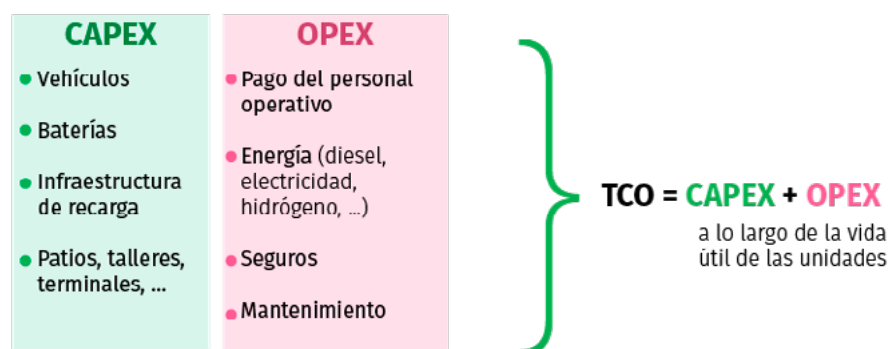 CAPEX
Vehículos
Baterías
Infraestructura
de recarga
Patios, talleres,
terminales, ...
OPEX
Pago del personal
operativo
Energía (diesel,
electricidad,
hidrógeno, ...)
Seguros
Mantenimiento
TCO = CAPEX + OPEX
a lo largo de la vida
útil de las unidades